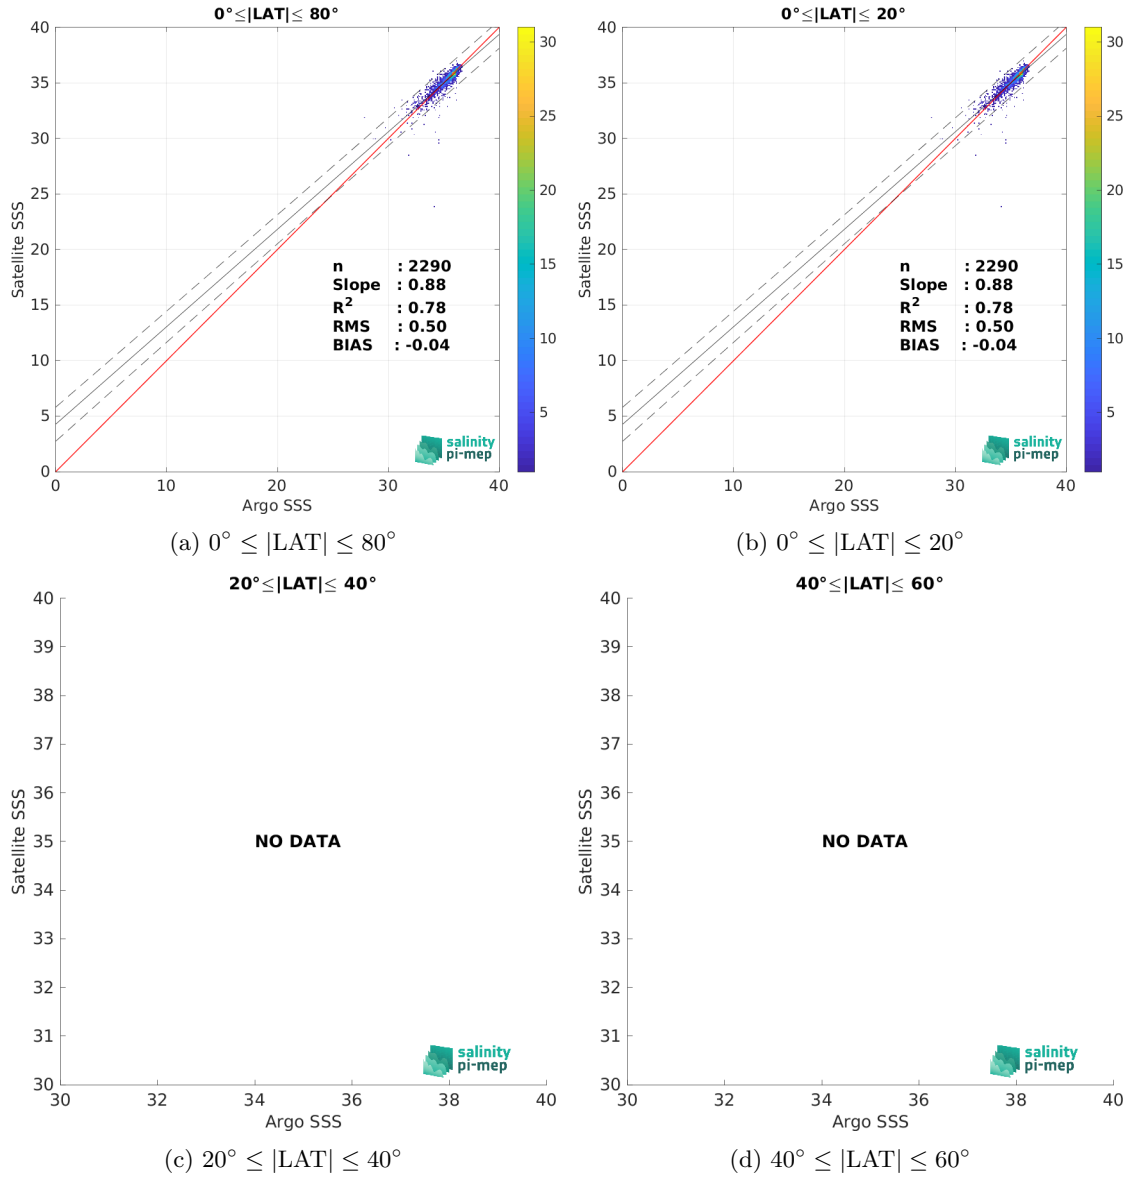 0°≤|LAT|≤ 80°
40
35
30
25
20
15
10
5
0
Satellite SSS
n : 2290
Slope : 0.88
R² : 0.78
RMS : 0.50
BIAS : -0.04
salinity
pi-mep
0 10 20 30 40
Argo SSS
30
25
20
15
10
5
(a) 0° ≤ |LAT| ≤ 80°
0°≤|LAT|≤ 20°
40
35
30
25
20
15
10
5
0
Satellite SSS
n : 2290
Slope : 0.88
R² : 0.78
RMS : 0.50
BIAS : -0.04
salinity
pi-mep
0 10 20 30 40
Argo SSS
30
25
20
15
10
5
(b) 0° ≤ |LAT| ≤ 20°
20°≤|LAT|≤ 40°
40
39
38
37
36
35
34
33
32
31
30
Satellite SSS
NO DATA
salinity
pi-mep
30 32 34 36 38 40
Argo SSS
(c) 20° ≤ |LAT| ≤ 40°
40°≤|LAT|≤ 60°
40
39
38
37
36
35
34
33
32
31
30
Satellite SSS
NO DATA
salinity
pi-mep
30 32 34 36 38 40
Argo SSS
(d) 40° ≤ |LAT| ≤ 60°